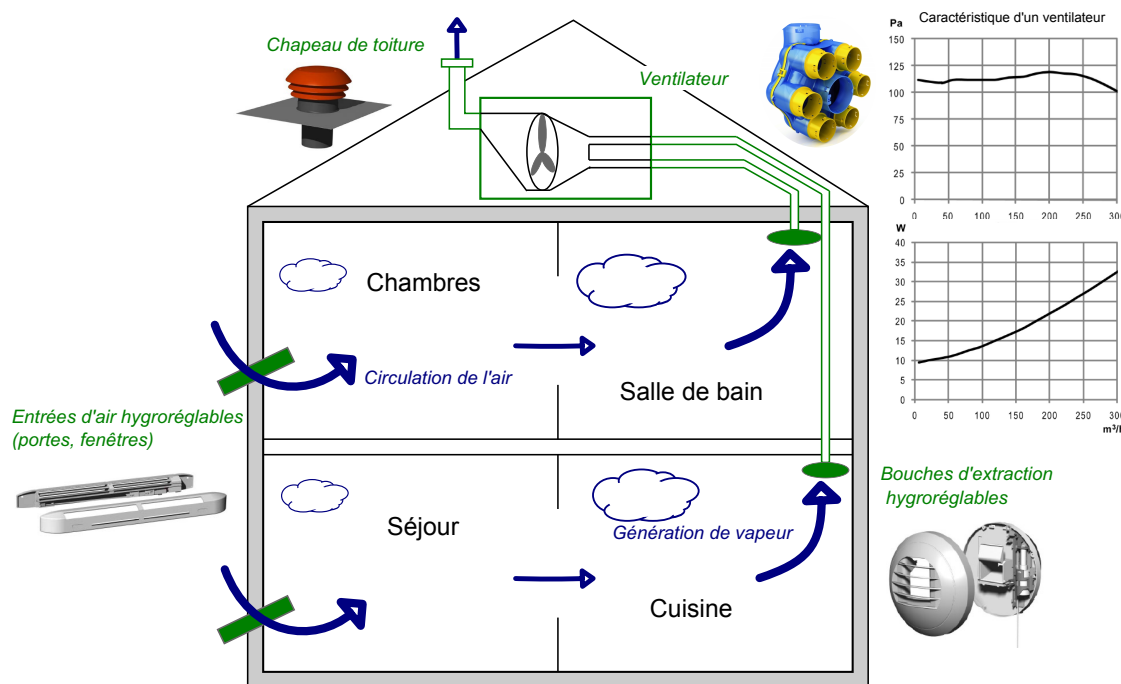 Caractéristique d'un ventilateur
Chapeau de toiture
Ventilateur
Pa
150
125
100
75
50
25
0
0 50 100 150 200 250 300
W
40
35
30
25
20
15
10
5
0
0 50 100 150 200 250 300
m³/h
Chambres
Circulation de l'air
Salle de bain
Entrées d'air hygroréglables
(portes, fenêtres)
Séjour
Génération de vapeur
Cuisine
Bouches d'extraction
hygroréglables